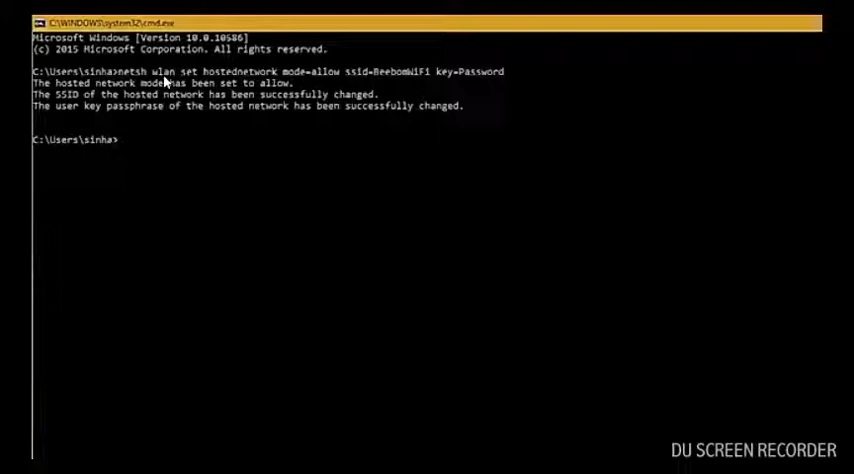 C:\WINDOWS\system32\cmd.exe
Microsoft Windows [Version 10.0.10586]
(c) 2015 Microsoft Corporation. All rights reserved.
C:\Users\sinha>netsh wlan set hostednetwork mode=allow ssid=BeebomWiFi key=Password
The hosted network mode has been set to allow.
The SSID of the hosted network has been successfully changed.
The user key passphrase of the hosted network has been successfully changed.
C:\Users\sinha>
DU SCREEN RECORDER